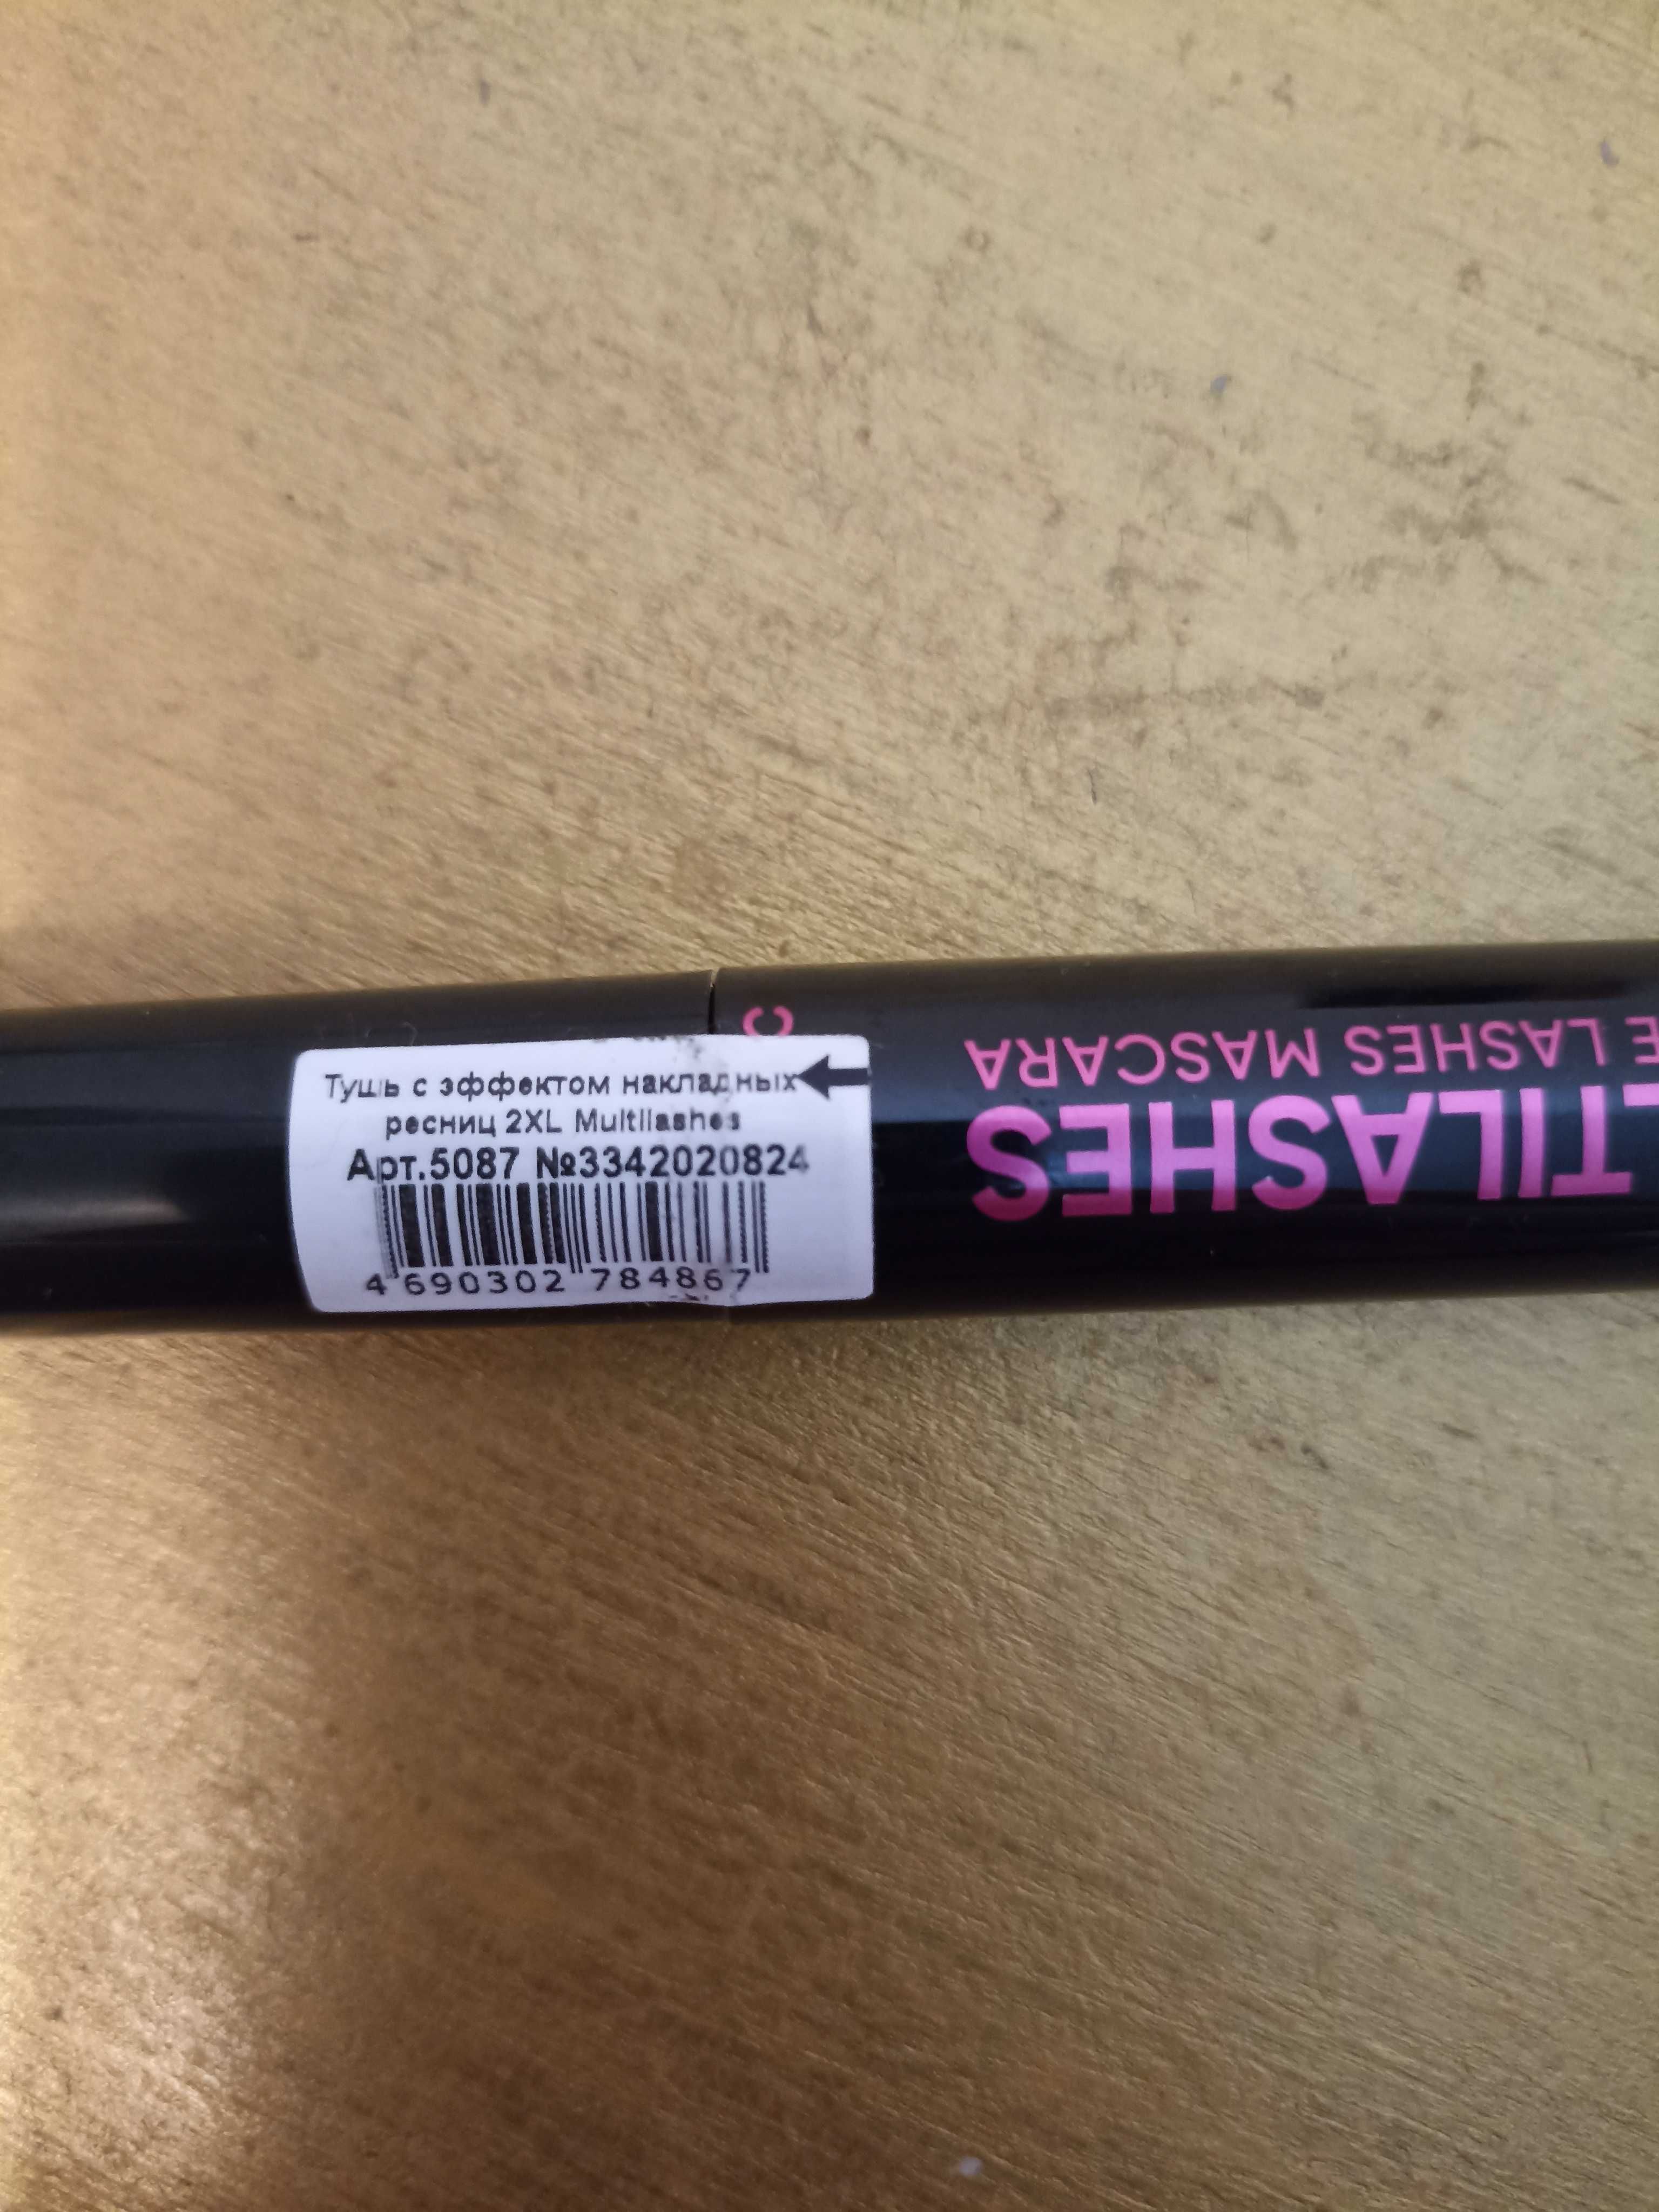 Тушь с эффектом накладных
ресниц 2XL Multilashes
Арт.5087 №3342020824
4 690302 784867
TILASHES
LASHES MASCARA